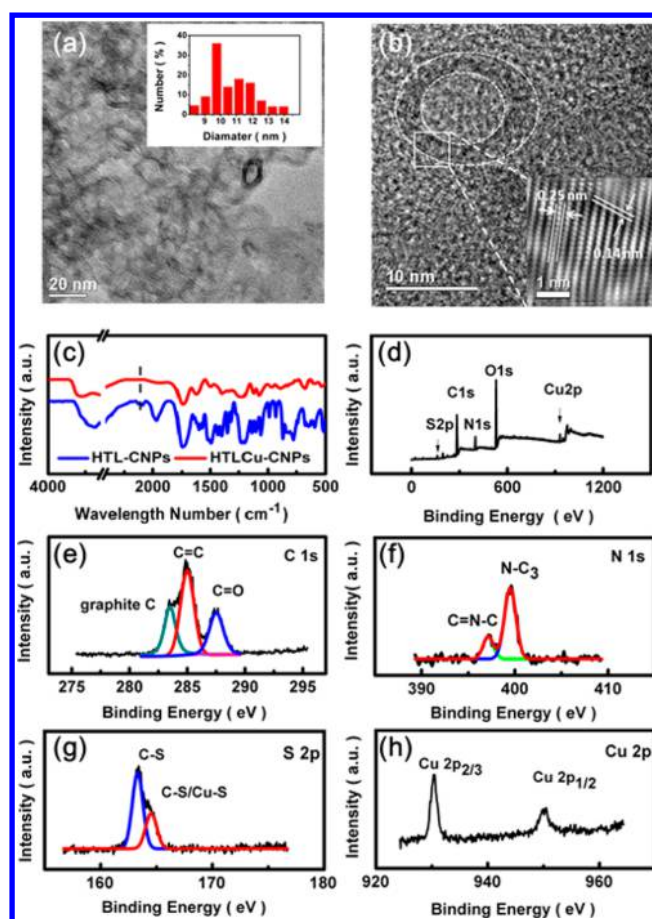 (a)
Number ( % )
40
30
20
10
0
9 10 11 12 13 14
Diamater ( nm )
20 nm
(b)
0.25 nm
0.14 nm
10 nm
1 nm
(c)
Intensity ( a.u. )
HTL-CNPs HTLCu-CNPs
4000 2000 1500 1000 500
Wavelength Number ( cm-1 )
(d)
Intensity ( a.u. )
S2p
C1s
N1s
O1s
Cu2p
0 400 800 1200
Binding Energy ( eV )
(e)
C 1s
Intensity ( a.u. )
graphite C
C=C
C=O
275 280 285 290 295
Binding Energy ( eV )
(f)
N 1s
Intensity( a.u. )
C=N-C
N-C3
390 400 410
Binding Energy ( eV )
(g)
S 2p
Intensity ( a.u. )
C-S
C-S/Cu-S
160 170 180
Binding Energy ( eV )
(h)
Cu 2p
Intensity ( a.u. )
Cu 2p2/3
Cu 2p1/2
920 940 960
Binding Energy ( eV )